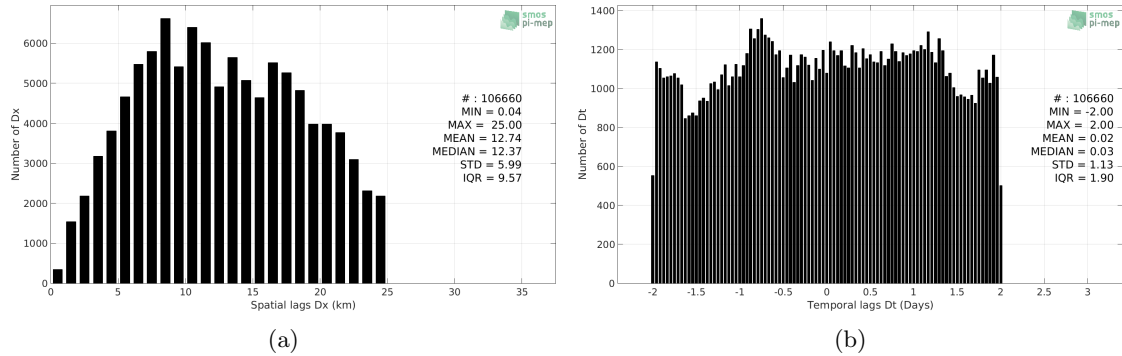 smos
pi-mep
6000
5000
4000
3000
2000
1000
0
Number of Dx
# : 106660
MIN = 0.04
MAX = 25.00
MEAN = 12.74
MEDIAN = 12.37
STD = 5.99
IQR = 9.57
0 5 10 15 20 25 30 35
Spatial lags Dx (km)
(a)
smos
pi-mep
1400
1200
1000
800
600
400
200
0
Number of Dt
# : 106660
MIN = -2.00
MAX = 2.00
MEAN = 0.02
MEDIAN = 0.03
STD = 1.13
IQR = 1.90
-2 -1.5 -1 -0.5 0 0.5 1 1.5 2 2.5 3
Temporal lags Dt (Days)
(b)